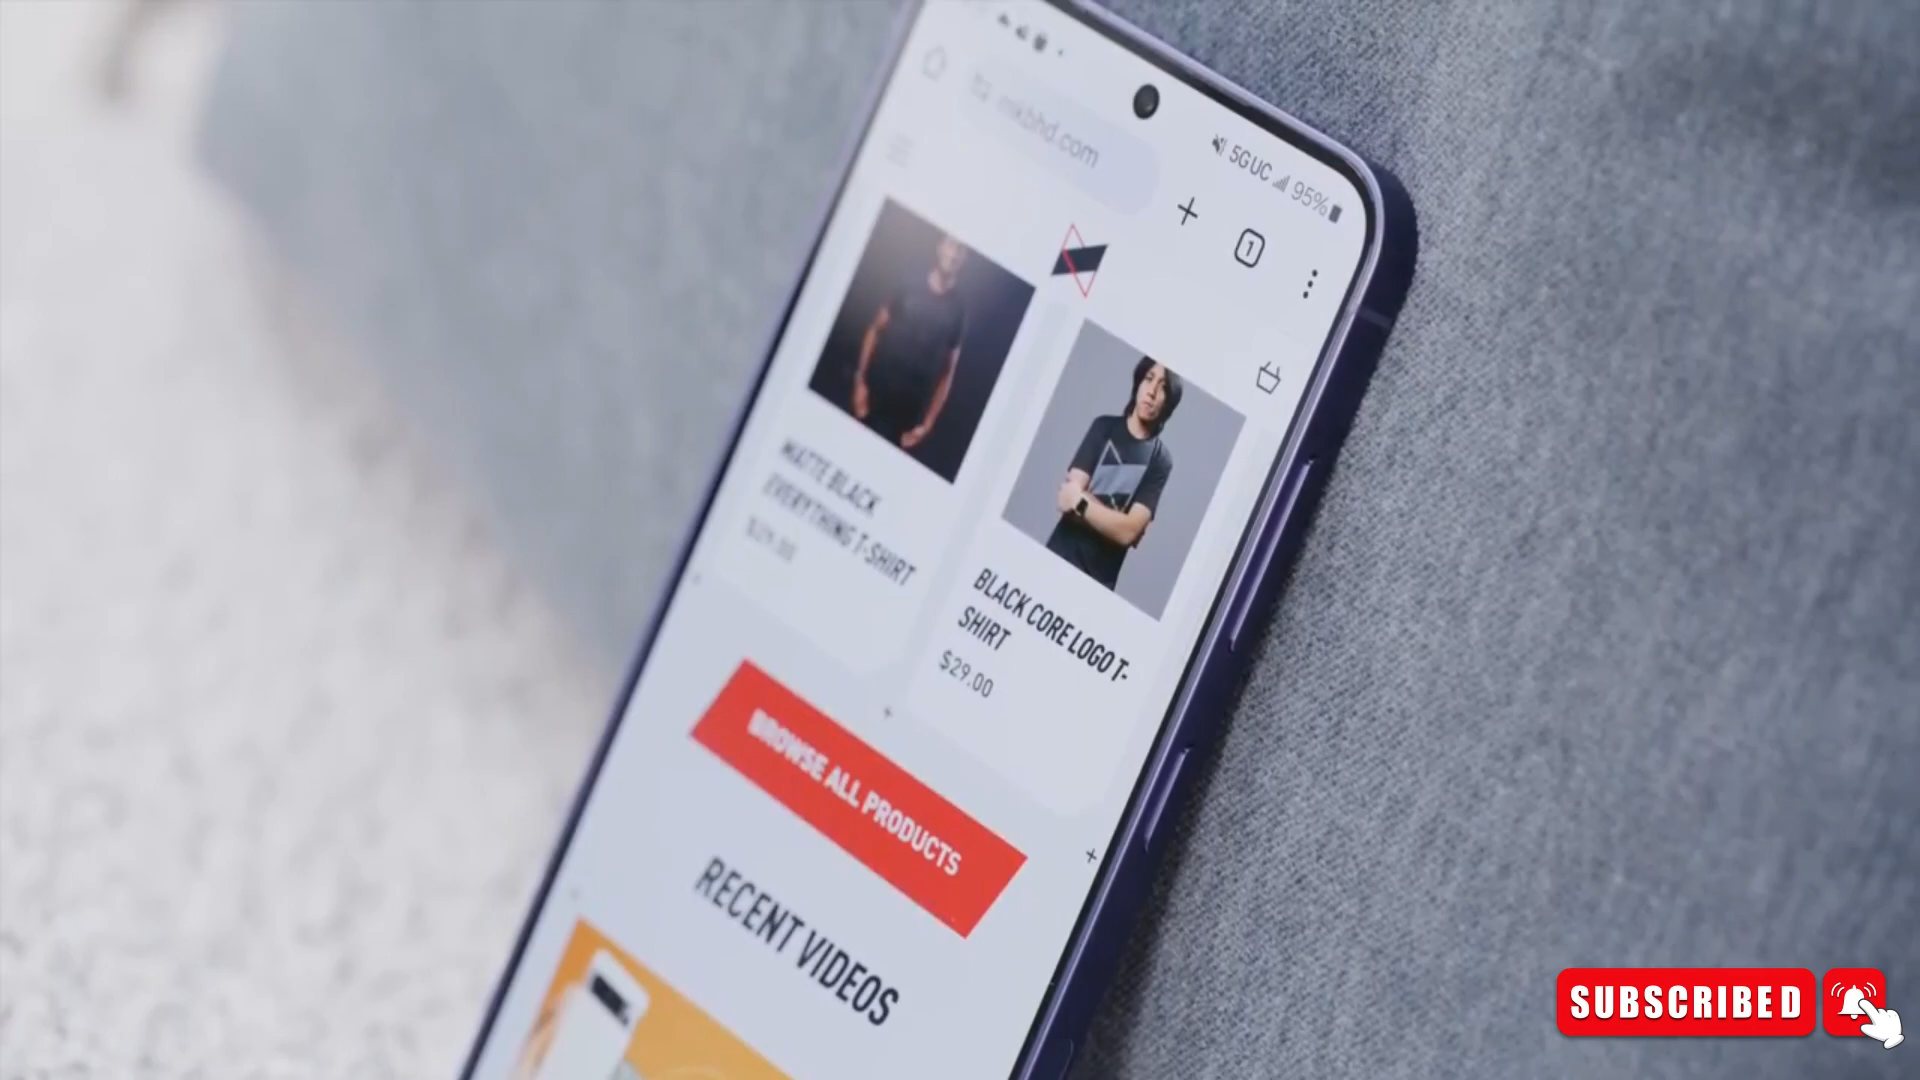 mkbhd.com
5G UC 95%
1
MATTE BLACK
EVERYTHING T-SHIRT
BLACK CORE LOGO T-
SHIRT
$29.00
BROWSE ALL PRODUCTS
RECENT VIDEOS
SUBSCRIBED